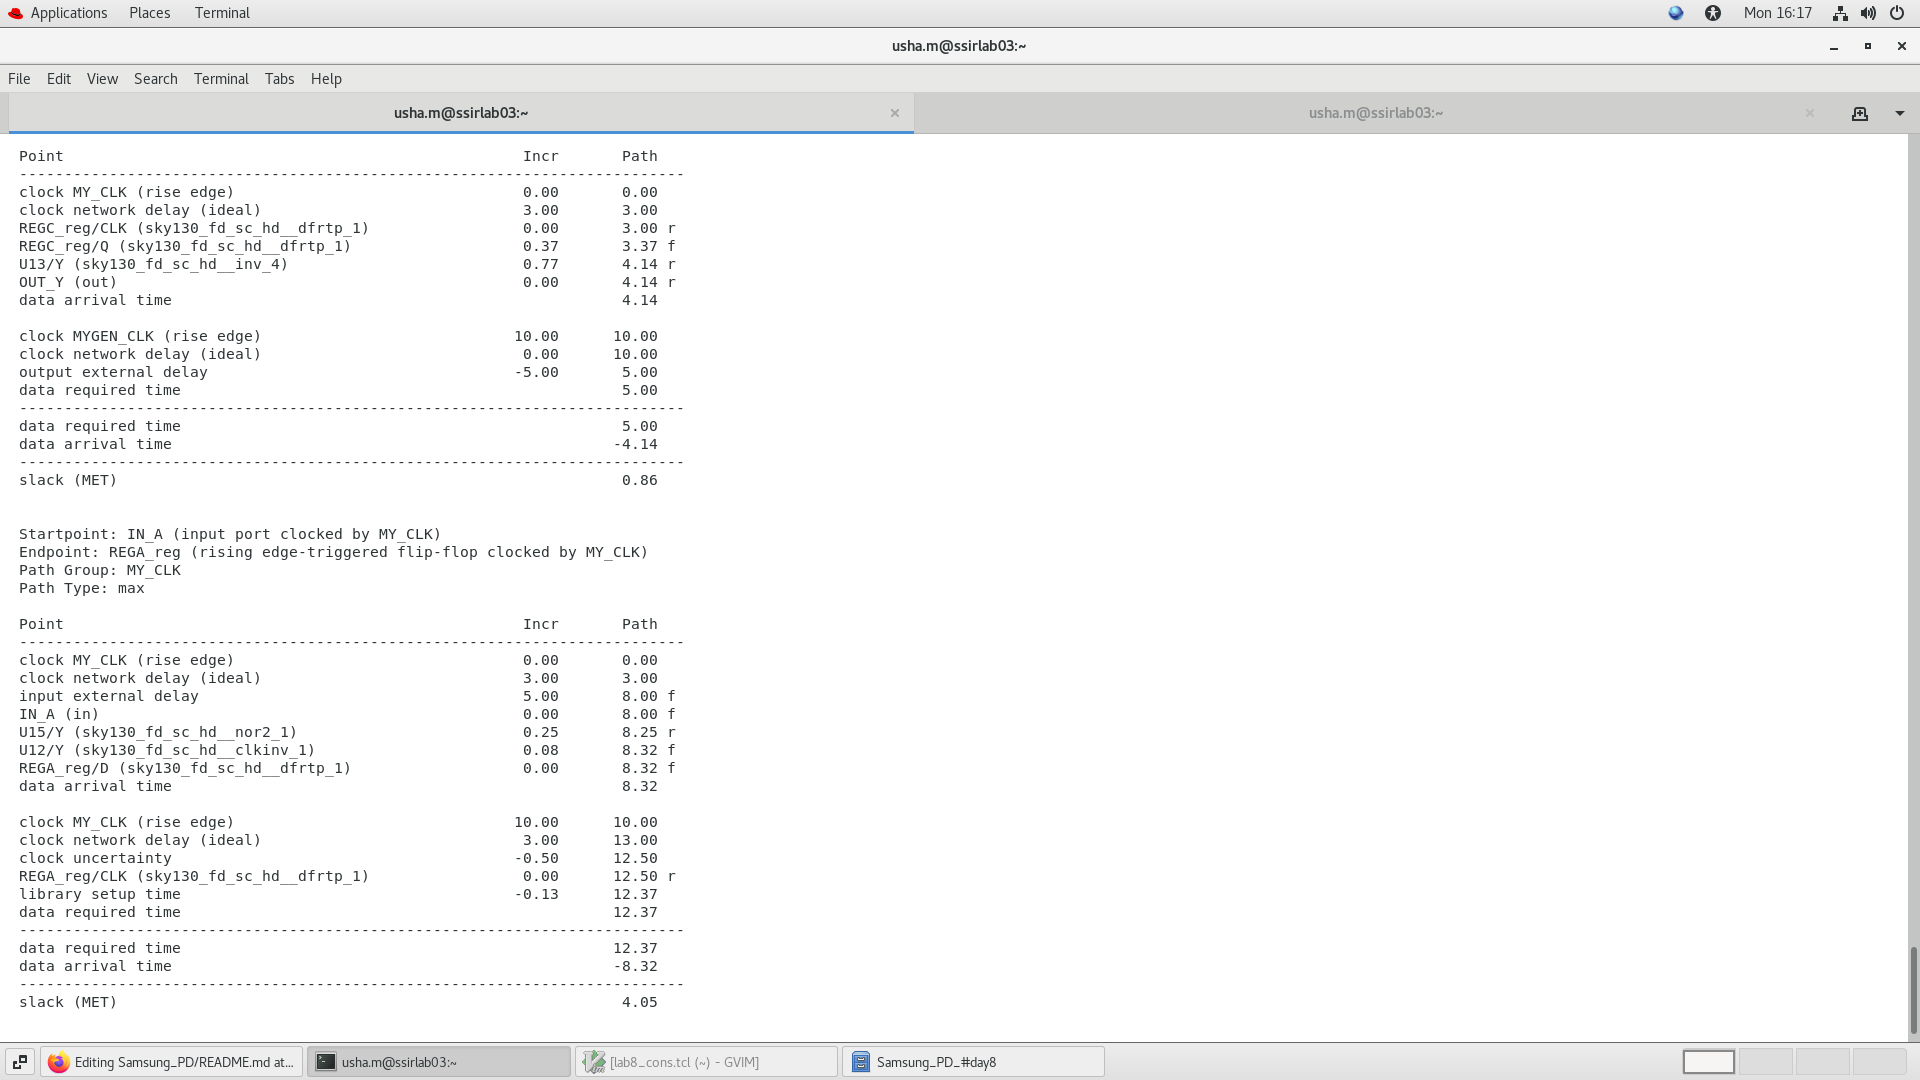 Applications Places Terminal Mon 16:17
usha.m@ssirlab03:~
File Edit View Search Terminal Tabs Help
usha.m@ssirlab03:~ usha.m@ssirlab03:~
Point Incr Path
--------------------------------------------------------------------------
clock MY_CLK (rise edge) 0.00 0.00
clock network delay (ideal) 3.00 3.00
REGC_reg/CLK (sky130_fd_sc_hd__dfrtp_1) 0.00 3.00 r
REGC_reg/Q (sky130_fd_sc_hd__dfrtp_1) 0.37 3.37 f
U13/Y (sky130_fd_sc_hd__inv_4) 0.77 4.14 r
OUT_Y (out) 0.00 4.14 r
data arrival time 4.14
clock MYGEN_CLK (rise edge) 10.00 10.00
clock network delay (ideal) 0.00 10.00
output external delay -5.00 5.00
data required time 5.00
--------------------------------------------------------------------------
data required time 5.00
data arrival time -4.14
--------------------------------------------------------------------------
slack (MET) 0.86
Startpoint: IN_A (input port clocked by MY_CLK)
Endpoint: REGA_reg (rising edge-triggered flip-flop clocked by MY_CLK)
Path Group: MY_CLK
Path Type: max
Point Incr Path
--------------------------------------------------------------------------
clock MY_CLK (rise edge) 0.00 0.00
clock network delay (ideal) 3.00 3.00
input external delay 5.00 8.00 f
IN_A (in) 0.00 8.00 f
U15/Y (sky130_fd_sc_hd__nor2_1) 0.25 8.25 r
U12/Y (sky130_fd_sc_hd__clkinv_1) 0.08 8.32 f
REGA_reg/D (sky130_fd_sc_hd__dfrtp_1) 0.00 8.32 f
data arrival time 8.32
clock MY_CLK (rise edge) 10.00 10.00
clock network delay (ideal) 3.00 13.00
clock uncertainty -0.50 12.50
REGA_reg/CLK (sky130_fd_sc_hd__dfrtp_1) 0.00 12.50 r
library setup time -0.13 12.37
data required time 12.37
--------------------------------------------------------------------------
data required time 12.37
data arrival time -8.32
--------------------------------------------------------------------------
slack (MET) 4.05
Editing Samsung_PD/README.md at... usha.m@ssirlab03:~ [lab8_cons.tcl (~) - GVIM] Samsung_PD_#day8